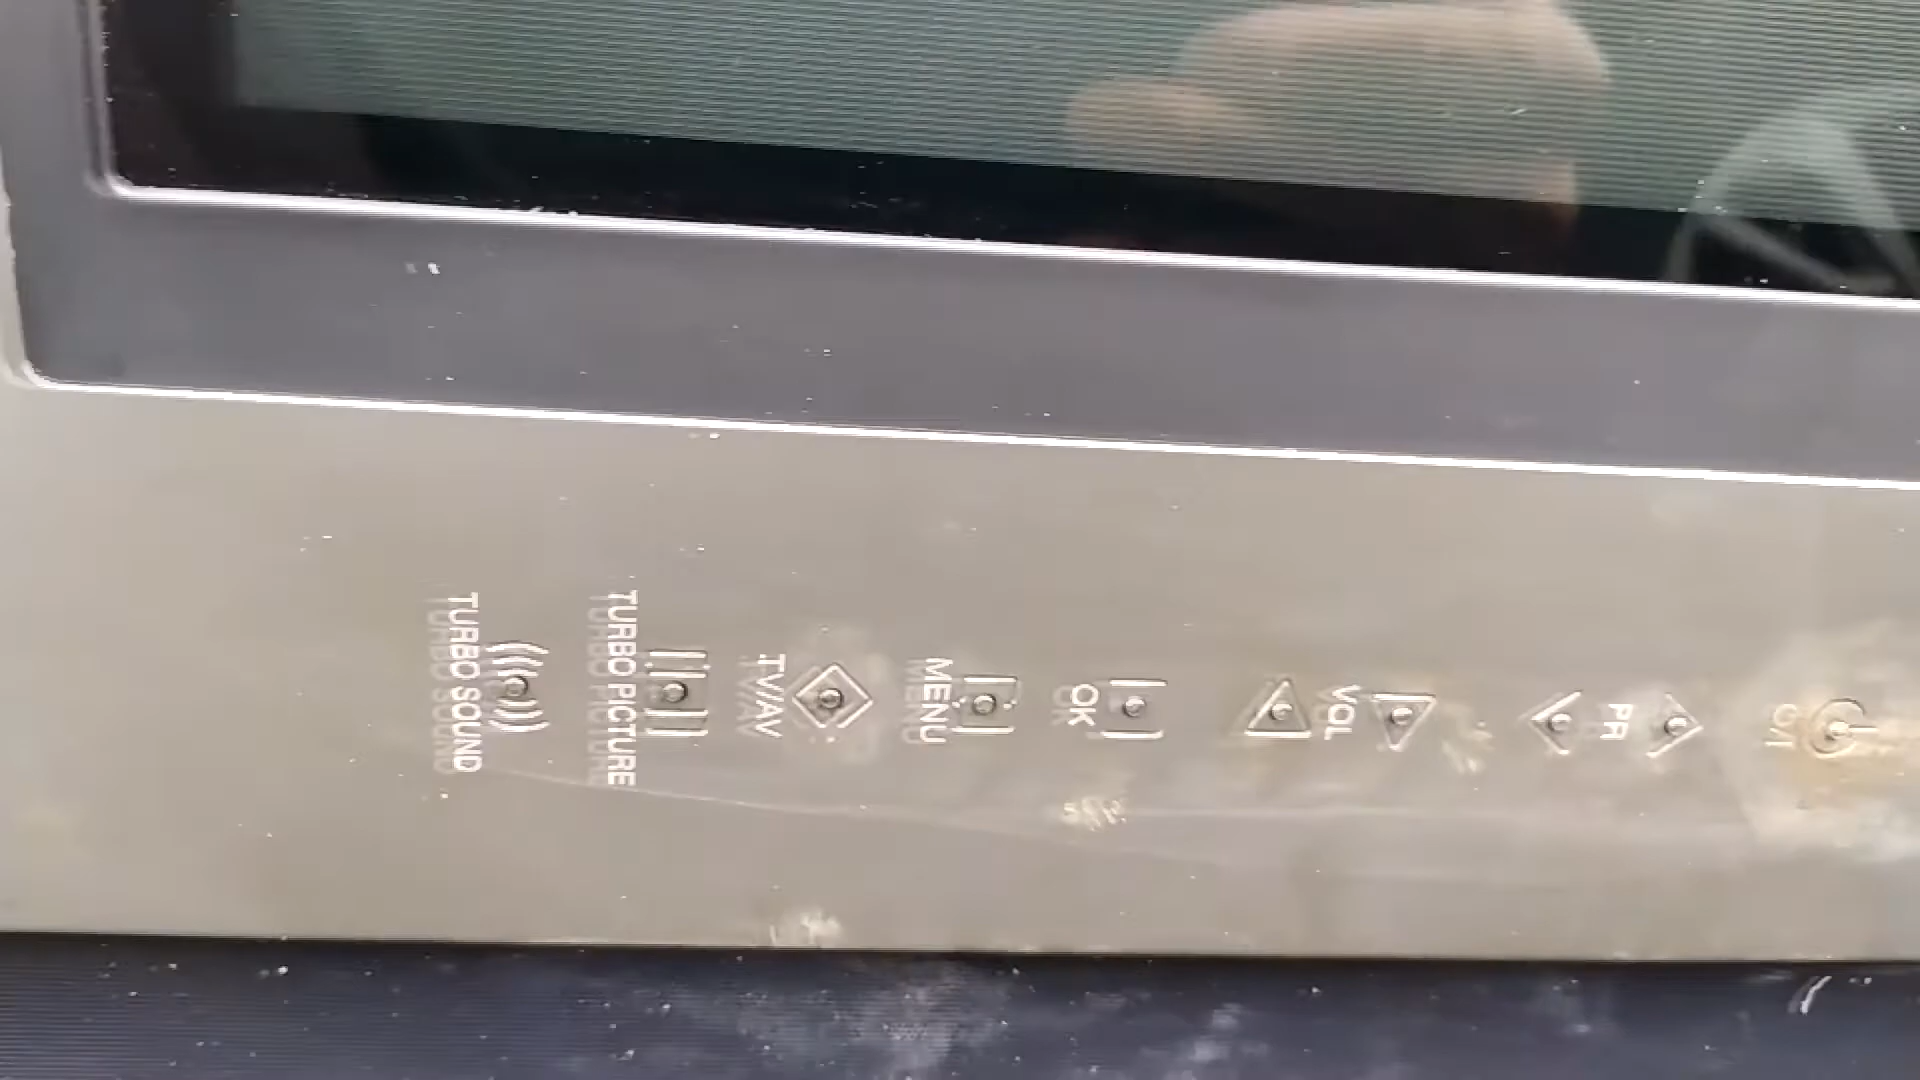 TURBO SOUND
TURBO PICTURE
TV/AV
MENU
OK
VOL
PR